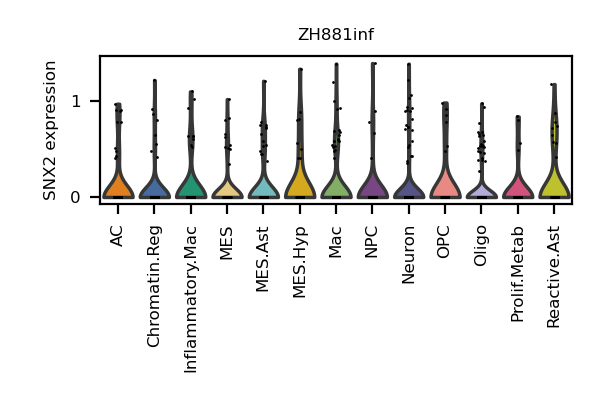 ZH881inf
SNX2 expression
1
0
AC
Chromatin.Reg
Inflammatory.Mac
MES
MES.Ast
MES.Hyp
Mac
NPC
Neuron
OPC
Oligo
Prolif.Metab
Reactive.Ast